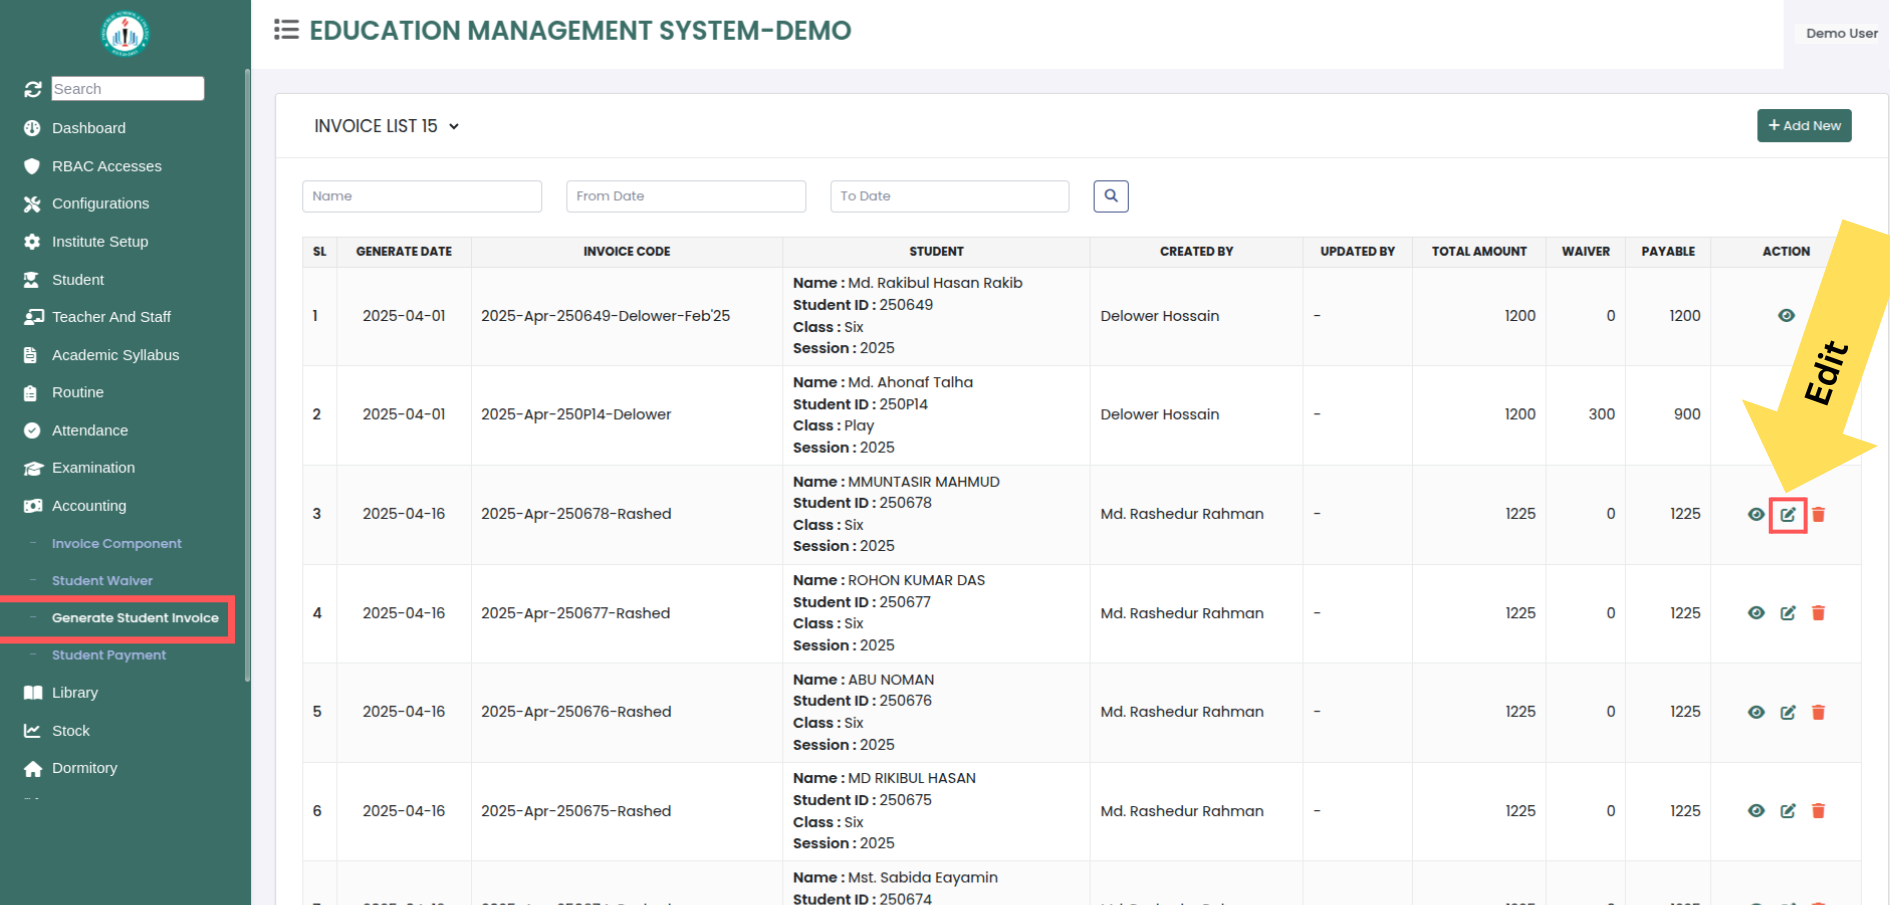 EDUCATION MANAGEMENT SYSTEM-DEMO
Demo User
Search
Dashboard
RBAC Accesses
Configurations
Institute Setup
Student
Teacher And Staff
Academic Syllabus
Routine
Attendance
Examination
Accounting
- Invoice Component
- Student Waiver
- Generate Student Invoice
- Student Payment
Library
Stock
Dormitory
INVOICE LIST 15
+ Add New
Name From Date To Date
SL GENERATE DATE INVOICE CODE STUDENT CREATED BY UPDATED BY TOTAL AMOUNT WAIVER PAYABLE ACTION
Name : Md. Rakibul Hasan Rakib
Student ID : 250649
1 2025-04-01 2025-Apr-250649-Delower-Feb'25 Delower Hossain - 1200 0 1200
Class : Six
Session : 2025
Edit
Name : Md. Ahonaf Talha
Student ID : 250P14
2 2025-04-01 2025-Apr-250P14-Delower Delower Hossain - 1200 300 900
Class : Play
Session : 2025
Name : MMUNTASIR MAHMUD
Student ID : 250678
3 2025-04-16 2025-Apr-250678-Rashed Md. Rashedur Rahman - 1225 0 1225
Class : Six
Session : 2025
Name : ROHON KUMAR DAS
Student ID : 250677
4 2025-04-16 2025-Apr-250677-Rashed Md. Rashedur Rahman - 1225 0 1225
Class : Six
Session : 2025
Name : ABU NOMAN
Student ID : 250676
5 2025-04-16 2025-Apr-250676-Rashed Md. Rashedur Rahman - 1225 0 1225
Class : Six
Session : 2025
Name : MD RIKIBUL HASAN
Student ID : 250675
6 2025-04-16 2025-Apr-250675-Rashed Md. Rashedur Rahman - 1225 0 1225
Class : Six
Session : 2025
Name : Mst. Sabida Eayamin
Student ID : 250674